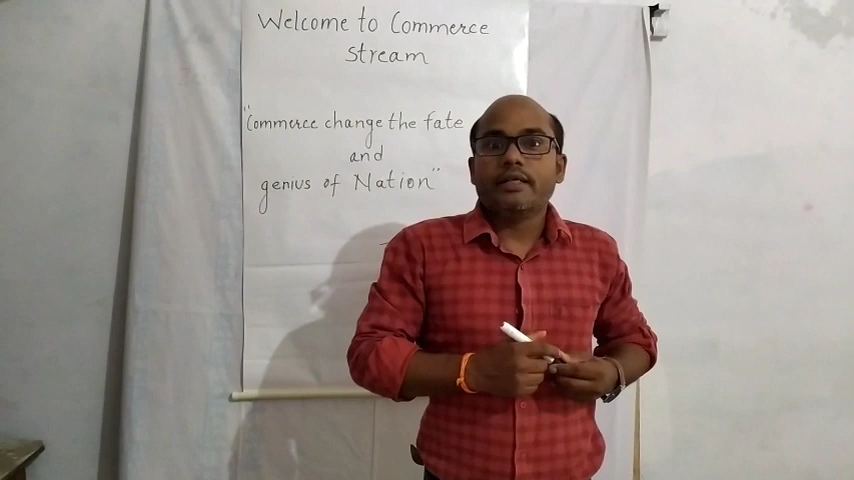 Welcome to Commerce
Stream
"Commerce change the fate
and
genius of Nation"